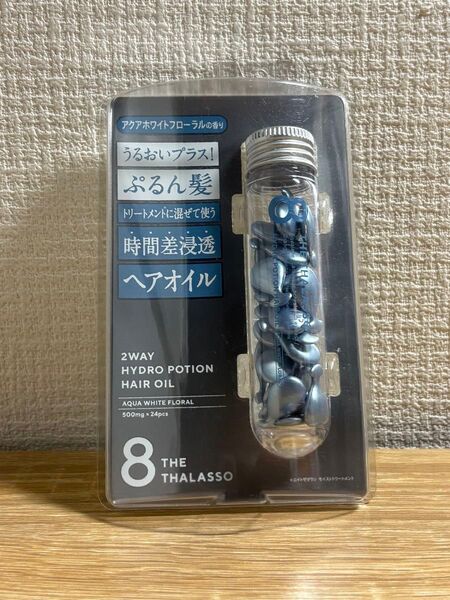 アクアホワイトフローラルの香り
うるおいプラス!
ぷるん髪
トリートメントに混ぜて使う
時間差浸透
ヘアオイル
2WAY
HYDRO POTION
HAIR OIL
AQUA WHITE FLORAL
500mg×24pcs
8 THE
THALASSO
8